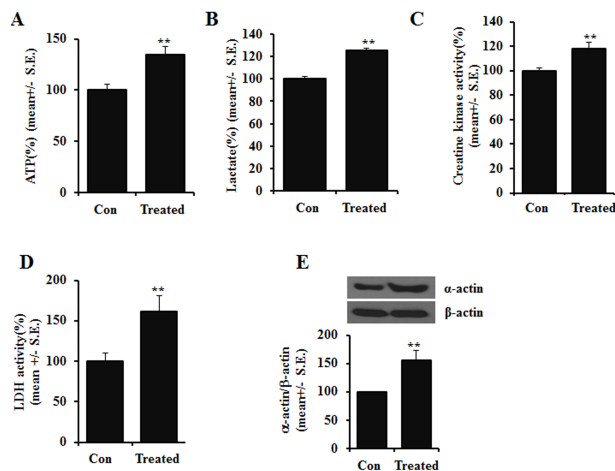 A
ATP(%) (mean+/- S.E.)
150
100
50
0
Con Treated
B
Lactate(%) (mean+/- S.E.)
140
120
100
80
60
40
20
0
**
Con Treated
C
Creatine kinase activity(%)
(mean+/- S.E.)
140
120
100
80
60
40
20
0
**
Con Treated
**
D
LDH activity(%)
(mean +/- S.E.)
200
150
100
50
0
**
Con Treated
E
α-actin
β-actin
α-actin/β-actin
(mean+/- S.E.)
200
150
100
50
0
**
Con Treated